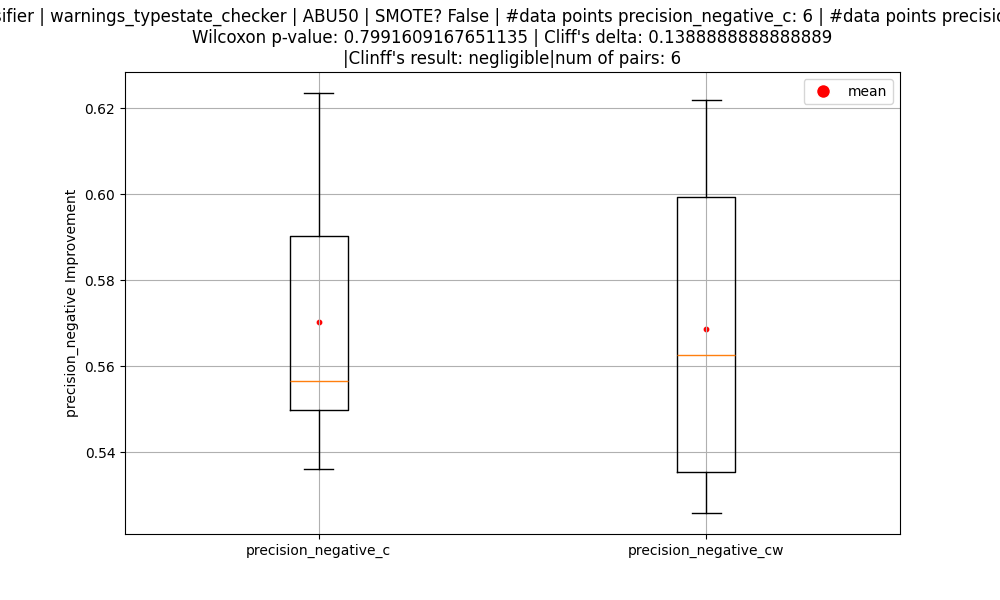 | warnings_typestate_checker | ABU50 | SMOTE? False | #data points precision_negative_c: 6 | #data points
Wilcoxon p-value: 0.7991609167651135 | Cliff's delta: 0.1388888888888889
|Clinff's result: negligible|num of pairs: 6
mean
0.62
0.60
0.58
0.56
0.54
precision_negative Improvement
precision_negative_c
precision_negative_cw